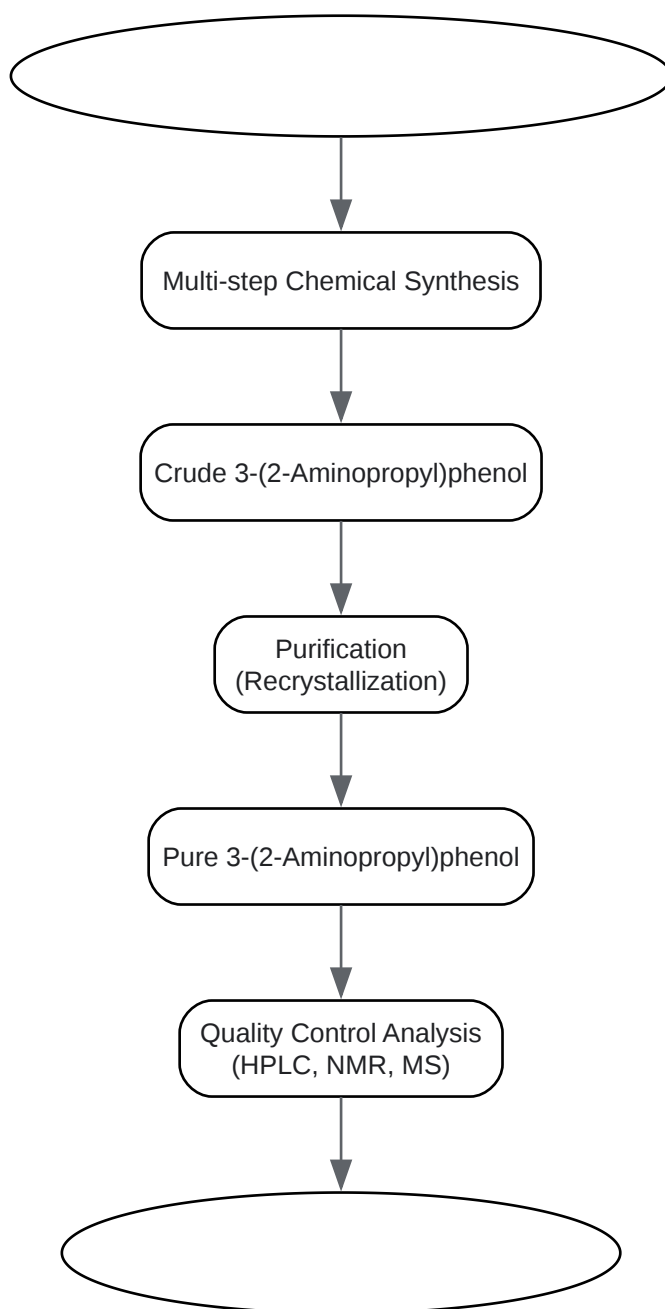 Multi-step Chemical Synthesis
Crude 3-(2-Aminopropyl)phenol
Purification
(Recrystallization)
Pure 3-(2-Aminopropyl)phenol
Quality Control Analysis
(HPLC, NMR, MS)